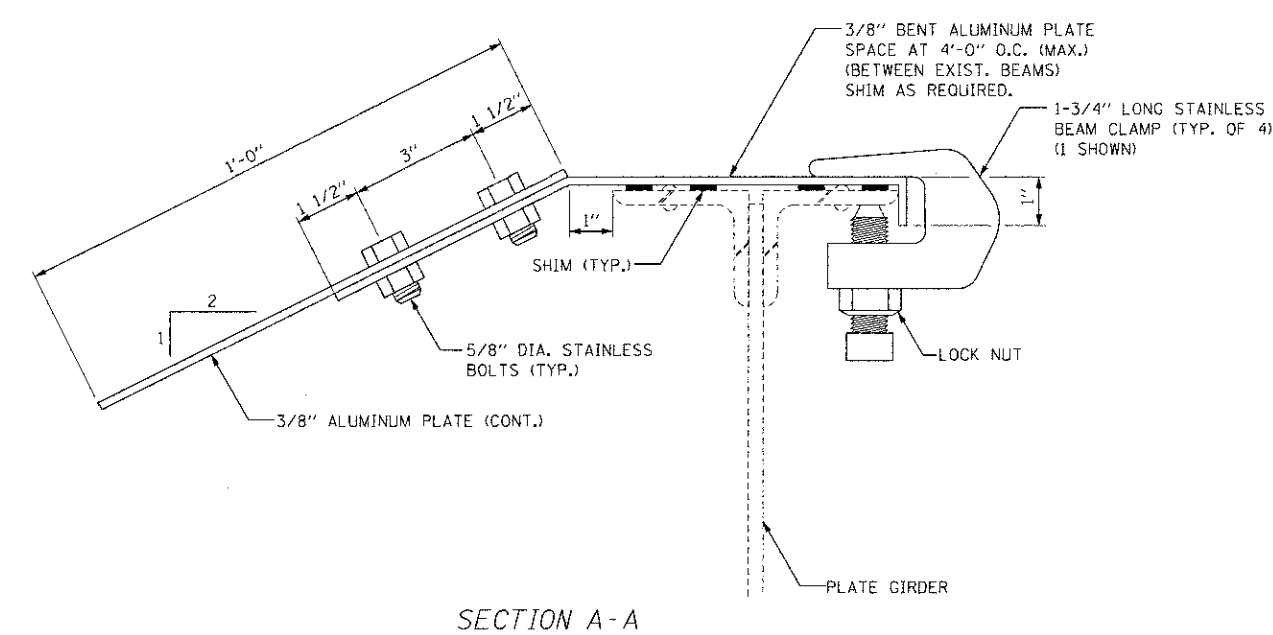 3/8" BENT ALUMINUM PLATE
SPACE AT 4'-0" O.C. (MAX.)
(BETWEEN EXIST. BEAMS)
SHIM AS REQUIRED.
1-3/4" LONG STAINLESS
BEAM CLAMP (TYP. OF 4)
(1 SHOWN)
1'-0"
1 1/2"
3"
1 1/2"
1"
1"
SHIM (TYP.)
2
1
5/8" DIA. STAINLESS
BOLTS (TYP.)
LOCK NUT
3/8" ALUMINUM PLATE (CONT.)
PLATE GIRDER
SECTION A-A